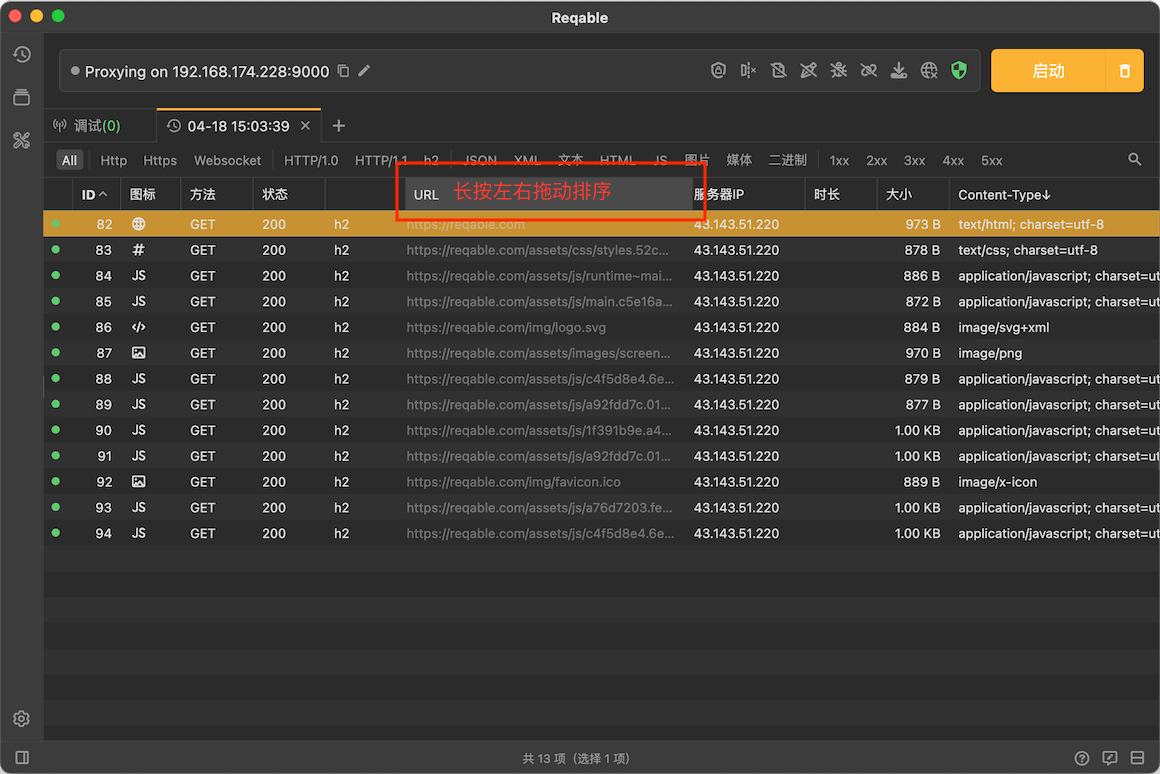 Reqable
Proxying on 192.168.174.228:9000
启动
调试(0)
04-18 15:03:39
All Http Https Websocket HTTP/1.0 HTTP/1.1 h2 JSON XML 文本 HTML JS 图片 媒体 二进制 1xx 2xx 3xx 4xx 5xx
ID 图标 方法 状态 URL 长按左右拖动排序 服务器IP 时长 大小 Content-Type↓
82 GET 200 h2 https://reqable.com 43.143.51.220 973 B text/html; charset=utf-8
83 # GET 200 h2 https://reqable.com/assets/css/styles.52c... 43.143.51.220 878 B text/css; charset=utf-8
84 JS GET 200 h2 https://reqable.com/assets/js/runtime~mai... 43.143.51.220 886 B application/javascript; charset=ut
85 JS GET 200 h2 https://reqable.com/assets/js/main.c5e16a... 43.143.51.220 872 B application/javascript; charset=ut
86 </> GET 200 h2 https://reqable.com/img/logo.svg 43.143.51.220 884 B image/svg+xml
87 GET 200 h2 https://reqable.com/assets/images/screen... 43.143.51.220 970 B image/png
88 JS GET 200 h2 https://reqable.com/assets/js/c4f5d8e4.6e... 43.143.51.220 879 B application/javascript; charset=ut
89 JS GET 200 h2 https://reqable.com/assets/js/a92fdd7c.01... 43.143.51.220 877 B application/javascript; charset=ut
90 JS GET 200 h2 https://reqable.com/assets/js/1f391b9e.a4... 43.143.51.220 1.00 KB application/javascript; charset=ut
91 JS GET 200 h2 https://reqable.com/assets/js/a92fdd7c.01... 43.143.51.220 1.00 KB application/javascript; charset=ut
92 GET 200 h2 https://reqable.com/img/favicon.ico 43.143.51.220 889 B image/x-icon
93 JS GET 200 h2 https://reqable.com/assets/js/a76d7203.fe... 43.143.51.220 1.00 KB application/javascript; charset=ut
94 JS GET 200 h2 https://reqable.com/assets/js/c4f5d8e4.6e... 43.143.51.220 1.00 KB application/javascript; charset=ut
共 13 项（选择 1 项）